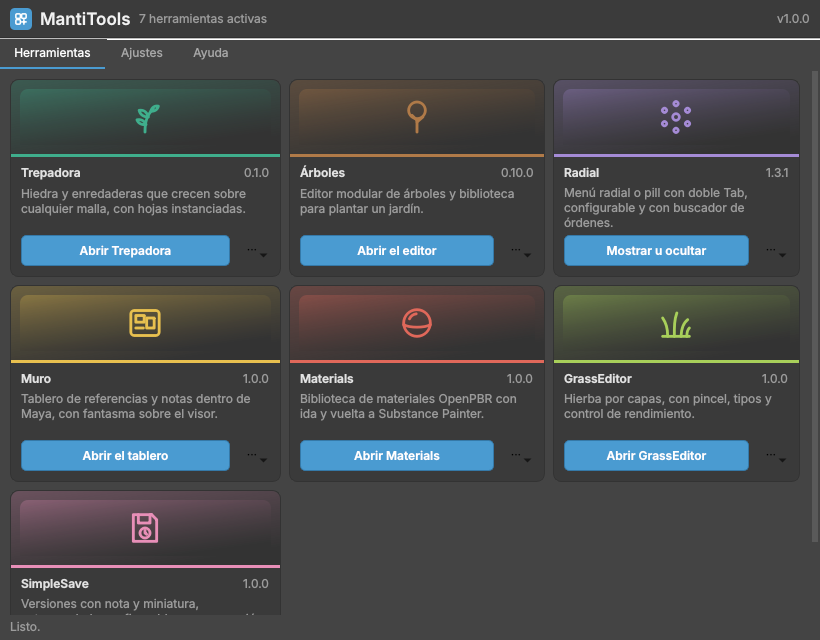 MantiTools 7 herramientas activas v1.0.0
Herramientas Ajustes Ayuda
Trepadora 0.1.0
Hiedra y enredaderas que crecen sobre
cualquier malla, con hojas instanciadas.
Abrir Trepadora ...
Árboles 0.10.0
Editor modular de árboles y biblioteca
para plantar un jardín.
Abrir el editor ...
Radial 1.3.1
Menú radial o pill con doble Tab,
configurable y con buscador de
órdenes.
Mostrar u ocultar ...
Muro 1.0.0
Tablero de referencias y notas dentro de
Maya, con fantasma sobre el visor.
Abrir el tablero ...
Materials 1.0.0
Biblioteca de materiales OpenPBR con
ida y vuelta a Substance Painter.
Abrir Materials ...
GrassEditor 1.0.0
Hierba por capas, con pincel, tipos y
control de rendimiento.
Abrir GrassEditor ...
SimpleSave 1.0.0
Versiones con nota y miniatura,
Listo.